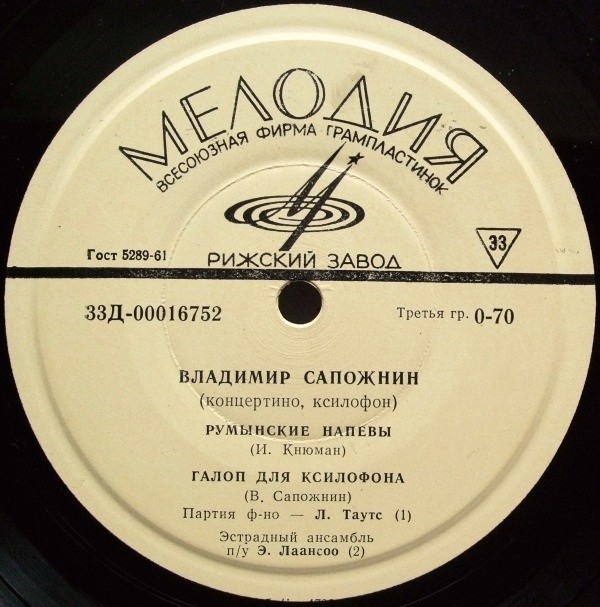 МЕЛОДИЯ
ВСЕСОЮЗНАЯ ФИРМА ГРАМПЛАСТИНОК
Гост 5289-61
РИЖСКИЙ ЗАВОД
33
33Д-00016752
Третья гр. 0-70
ВЛАДИМИР САПОЖНИН
(концертино, ксилофон)
РУМЫНСКИЕ НАПЕВЫ
(И. Кнюман)
ГАЛОП ДЛЯ КСИЛОФОНА
(В. Сапожнин)
Партия ф-но — Л. Таутс (1)
Эстрадный ансамбль
п/у Э. Лаансоо (2)